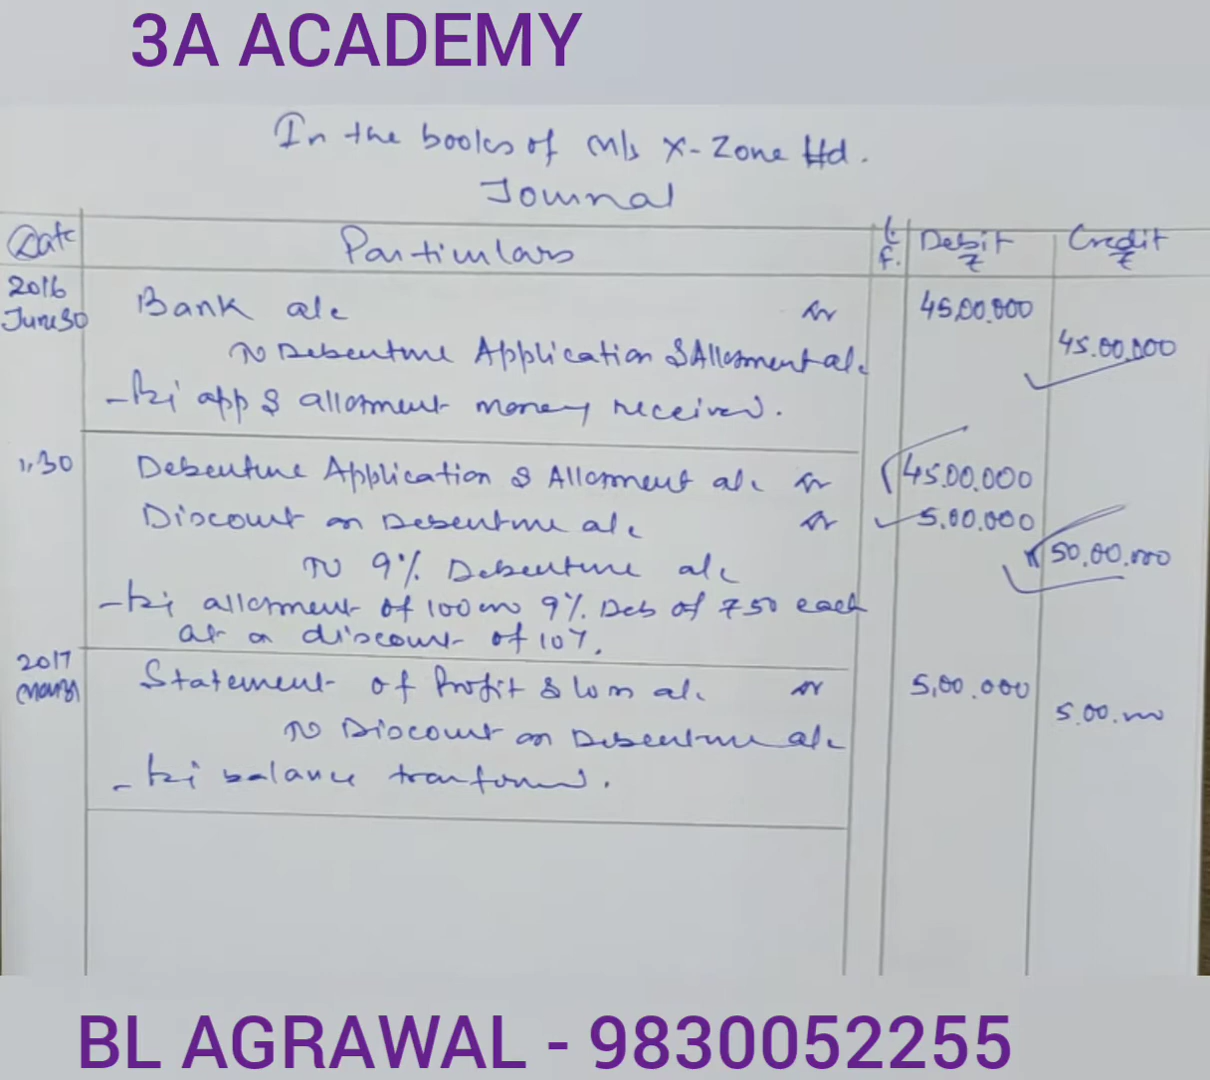 3A ACADEMY
In the books of M/s X-Zone Ltd.
Journal
Date Particulars L.F. Debit ₹ Credit ₹
2016
June 30 Bank a/c Dr 45,00,000
To Debenture Application & Allotment a/c 45,00,000
app & allotment money received.
,, 30 Debenture Application & Allotment a/c Dr 45,00,000
Discount on Debenture a/c Dr 5,00,000
To 9% Debenture a/c 50,00,000
allotment of 100000 9% Deb of ₹50 each
at a discount of 10%.
2017
Mar 31 Statement of Profit & Loss a/c Dr 5,00,000
To Discount on Debenture a/c 5,00,000
balance transferred.
BL AGRAWAL - 9830052255